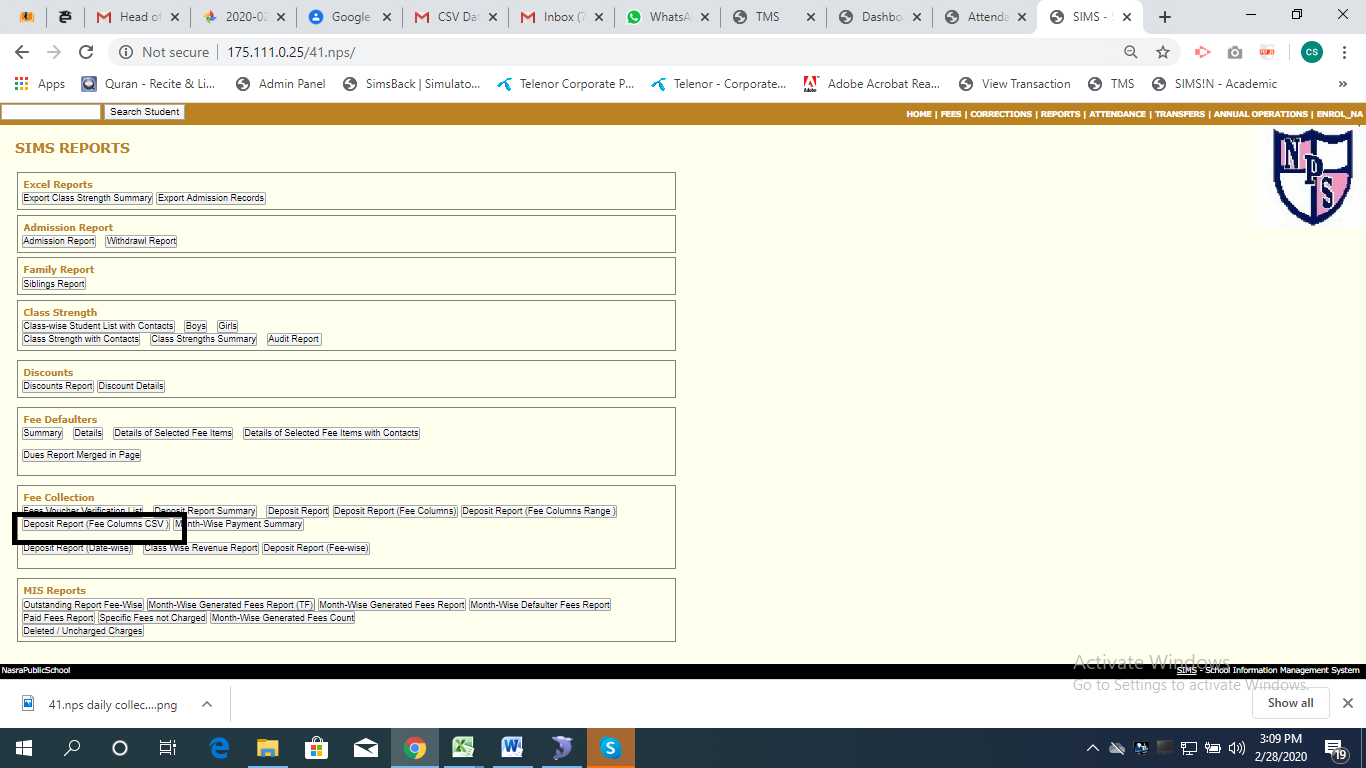 Head of
2020-02
Google
CSV Dat
Inbox (7
WhatsA
TMS
Dashbo
Attenda
SIMS - S
Not secure 175.111.0.25/41.nps/
CS
Apps Quran - Recite & Li... Admin Panel SimsBack | Simulato... Telenor Corporate P... Telenor - Corporate... Adobe Acrobat Rea... View Transaction TMS SIMS!N - Academic »
Search Student
HOME | FEES | CORRECTIONS | REPORTS | ATTENDANCE | TRANSFERS | ANNUAL OPERATIONS | ENROL_NA
SIMS REPORTS
NPS
Excel Reports
Export Class Strength Summary Export Admission Records
Admission Report
Admission Report Withdrawl Report
Family Report
Siblings Report
Class Strength
Class-wise Student List with Contacts Boys Girls
Class Strength with Contacts Class Strengths Summary Audit Report
Discounts
Discounts Report Discount Details
Fee Defaulters
Summary Details Details of Selected Fee Items Details of Selected Fee Items with Contacts
Dues Report Merged in Page
Fee Collection
Fees Voucher Verification List Deposit Report Summary Deposit Report Deposit Report (Fee Columns) Deposit Report (Fee Columns Range )
Deposit Report (Fee Columns CSV ) Month-Wise Payment Summary
Deposit Report (Date-wise) Class Wise Revenue Report Deposit Report (Fee-wise)
MIS Reports
Outstanding Report Fee-Wise Month-Wise Generated Fees Report (TF) Month-Wise Generated Fees Report Month-Wise Defaulter Fees Report
Paid Fees Report Specific Fees not Charged Month-Wise Generated Fees Count
Deleted / Uncharged Charges
NasraPublicSchool
SIMS - School Information Management System
Activate Windows
Go to Settings to activate Windows.
41.nps daily collec....png
Show all
3:09 PM
2/28/2020
19